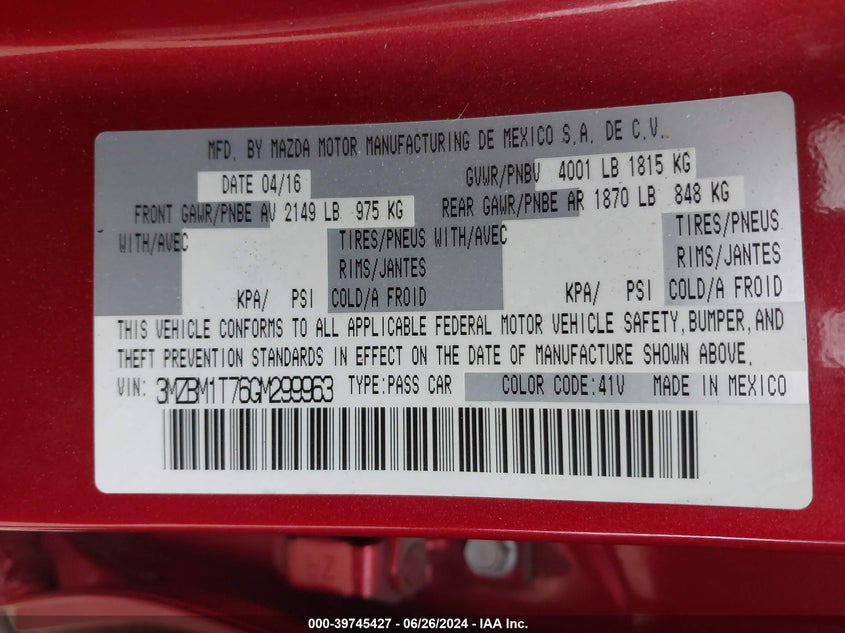 MFD. BY MAZDA MOTOR MANUFACTURING DE MEXICO S.A. DE C.V.
DATE 04/16 GVWR/PNBV 4001 LB 1815 KG
FRONT GAWR/PNBE AV 2149 LB 975 KG REAR GAWR/PNBE AR 1870 LB 848 KG
WITH/AVEC TIRES/PNEUS WITH/AVEC TIRES/PNEUS
RIMS/JANTES RIMS/JANTES
KPA/ PSI COLD/A FROID KPA/ PSI COLD/A FROID
THIS VEHICLE CONFORMS TO ALL APPLICABLE FEDERAL MOTOR VEHICLE SAFETY, BUMPER, AND
THEFT PREVENTION STANDARDS IN EFFECT ON THE DATE OF MANUFACTURE SHOWN ABOVE.
VIN: 3MZBM1T76GM299963 TYPE:PASS CAR COLOR CODE:41V MADE IN MEXICO
000-39745427 - 06/26/2024 - IAA Inc.